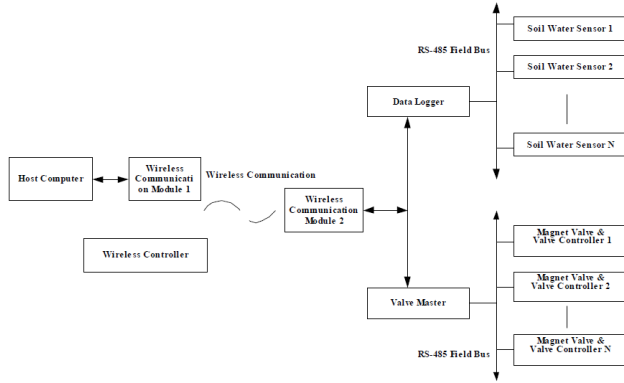 Soil Water Sensor 1
RS-485 Field Bus
Soil Water Sensor 2
Data Logger
Soil Water Sensor N
Host Computer
Wireless
Communicati
on Module 1
Wireless Communication
Wireless
Communication
Module 2
Wireless Controller
Magnet Valve &
Valve Controller 1
Magnet Valve &
Valve Controller 2
Valve Master
Magnet Valve &
Valve Controller N
RS-485 Field Bus